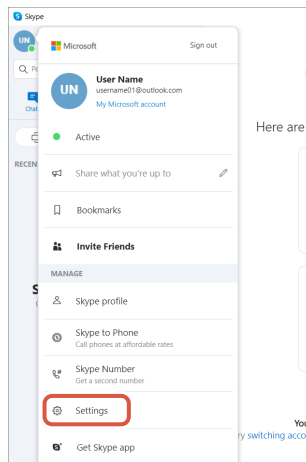 Skype
UN
Microsoft
Sign out
UN
User Name
username01@outlook.com
My Microsoft account
Chat
Active
Here are
Share what you're up to
RECEN
Bookmarks
Invite Friends
MANAGE
Skype profile
Skype to Phone
Call phones at affordable rates
Skype Number
Get a second number
Settings
You
ry switching acco
Get Skype app